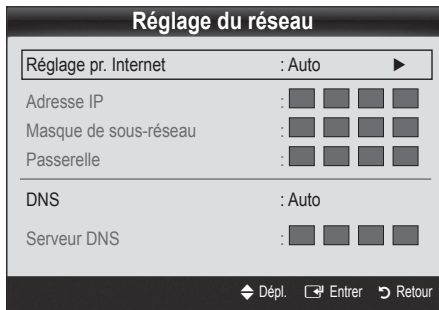 Réglage du réseau
Réglage pr. Internet : Auto ►
Adresse IP :
Masque de sous-réseau :
Passerelle :
DNS : Auto
Serveur DNS :
Dépl. Entrer Retour